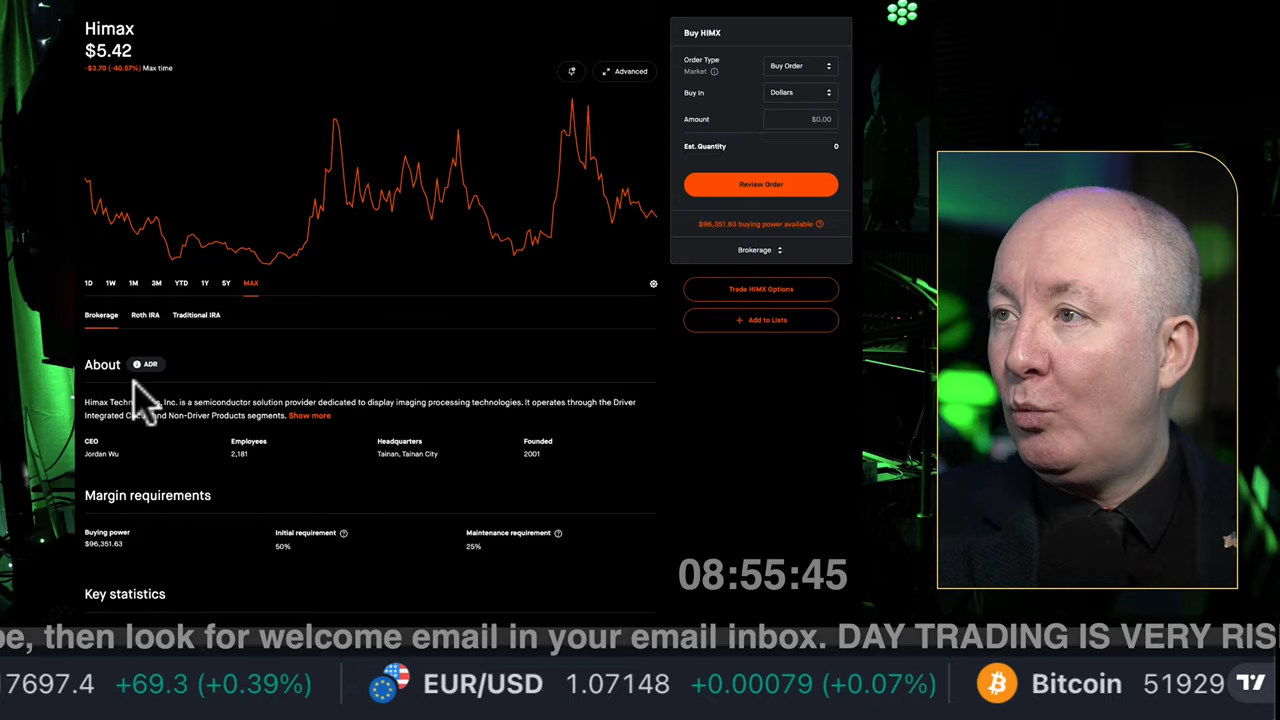 Himax
$5.42
-$3.70 (-40.57%) Max time
Advanced
1D 1W 1M 3M YTD 1Y 5Y MAX
Brokerage Roth IRA Traditional IRA
About ADR
Himax Techn Inc. is a semiconductor solution provider dedicated to display imaging processing technologies. It operates through the Driver
Integrated and Non-Driver Products segments. Show more
CEO Employees Headquarters Founded
Jordan Wu 2,181 Tainan, Tainan City 2001
Margin requirements
Buying power Initial requirement Maintenance requirement
$96,351.63 50% 25%
Key statistics
Buy HIMX
Order Type
Market
Buy Order
Buy In Dollars
Amount $0.00
Est. Quantity 0
Review Order
$96,351.63 buying power available
Brokerage
Trade HIMX Options
+ Add to Lists
08:55:45
be, then look for welcome email in your email inbox. DAY TRADING IS VERY RIS
17697.4 +69.3 (+0.39%) EUR/USD 1.07148 +0.00079 (+0.07%) Bitcoin 51929